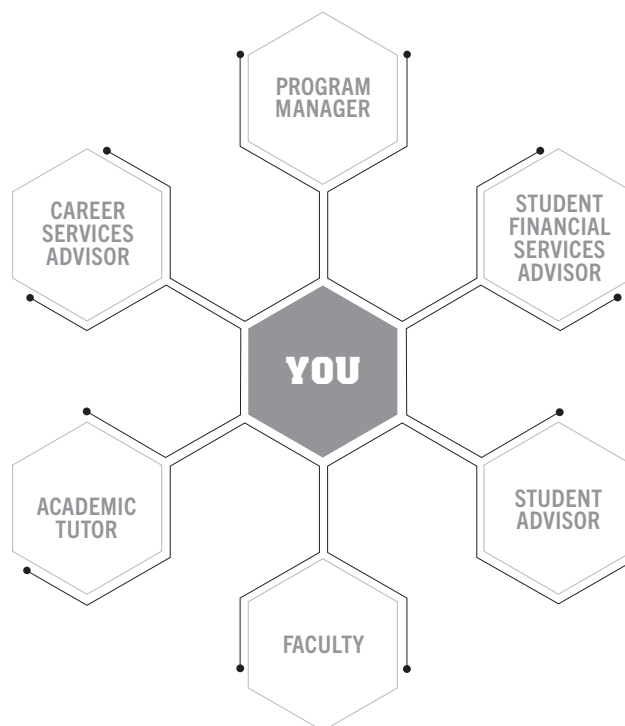 PROGRAM
MANAGER
CAREER
SERVICES
ADVISOR
STUDENT
FINANCIAL
SERVICES
ADVISOR
YOU
ACADEMIC
TUTOR
STUDENT
ADVISOR
FACULTY